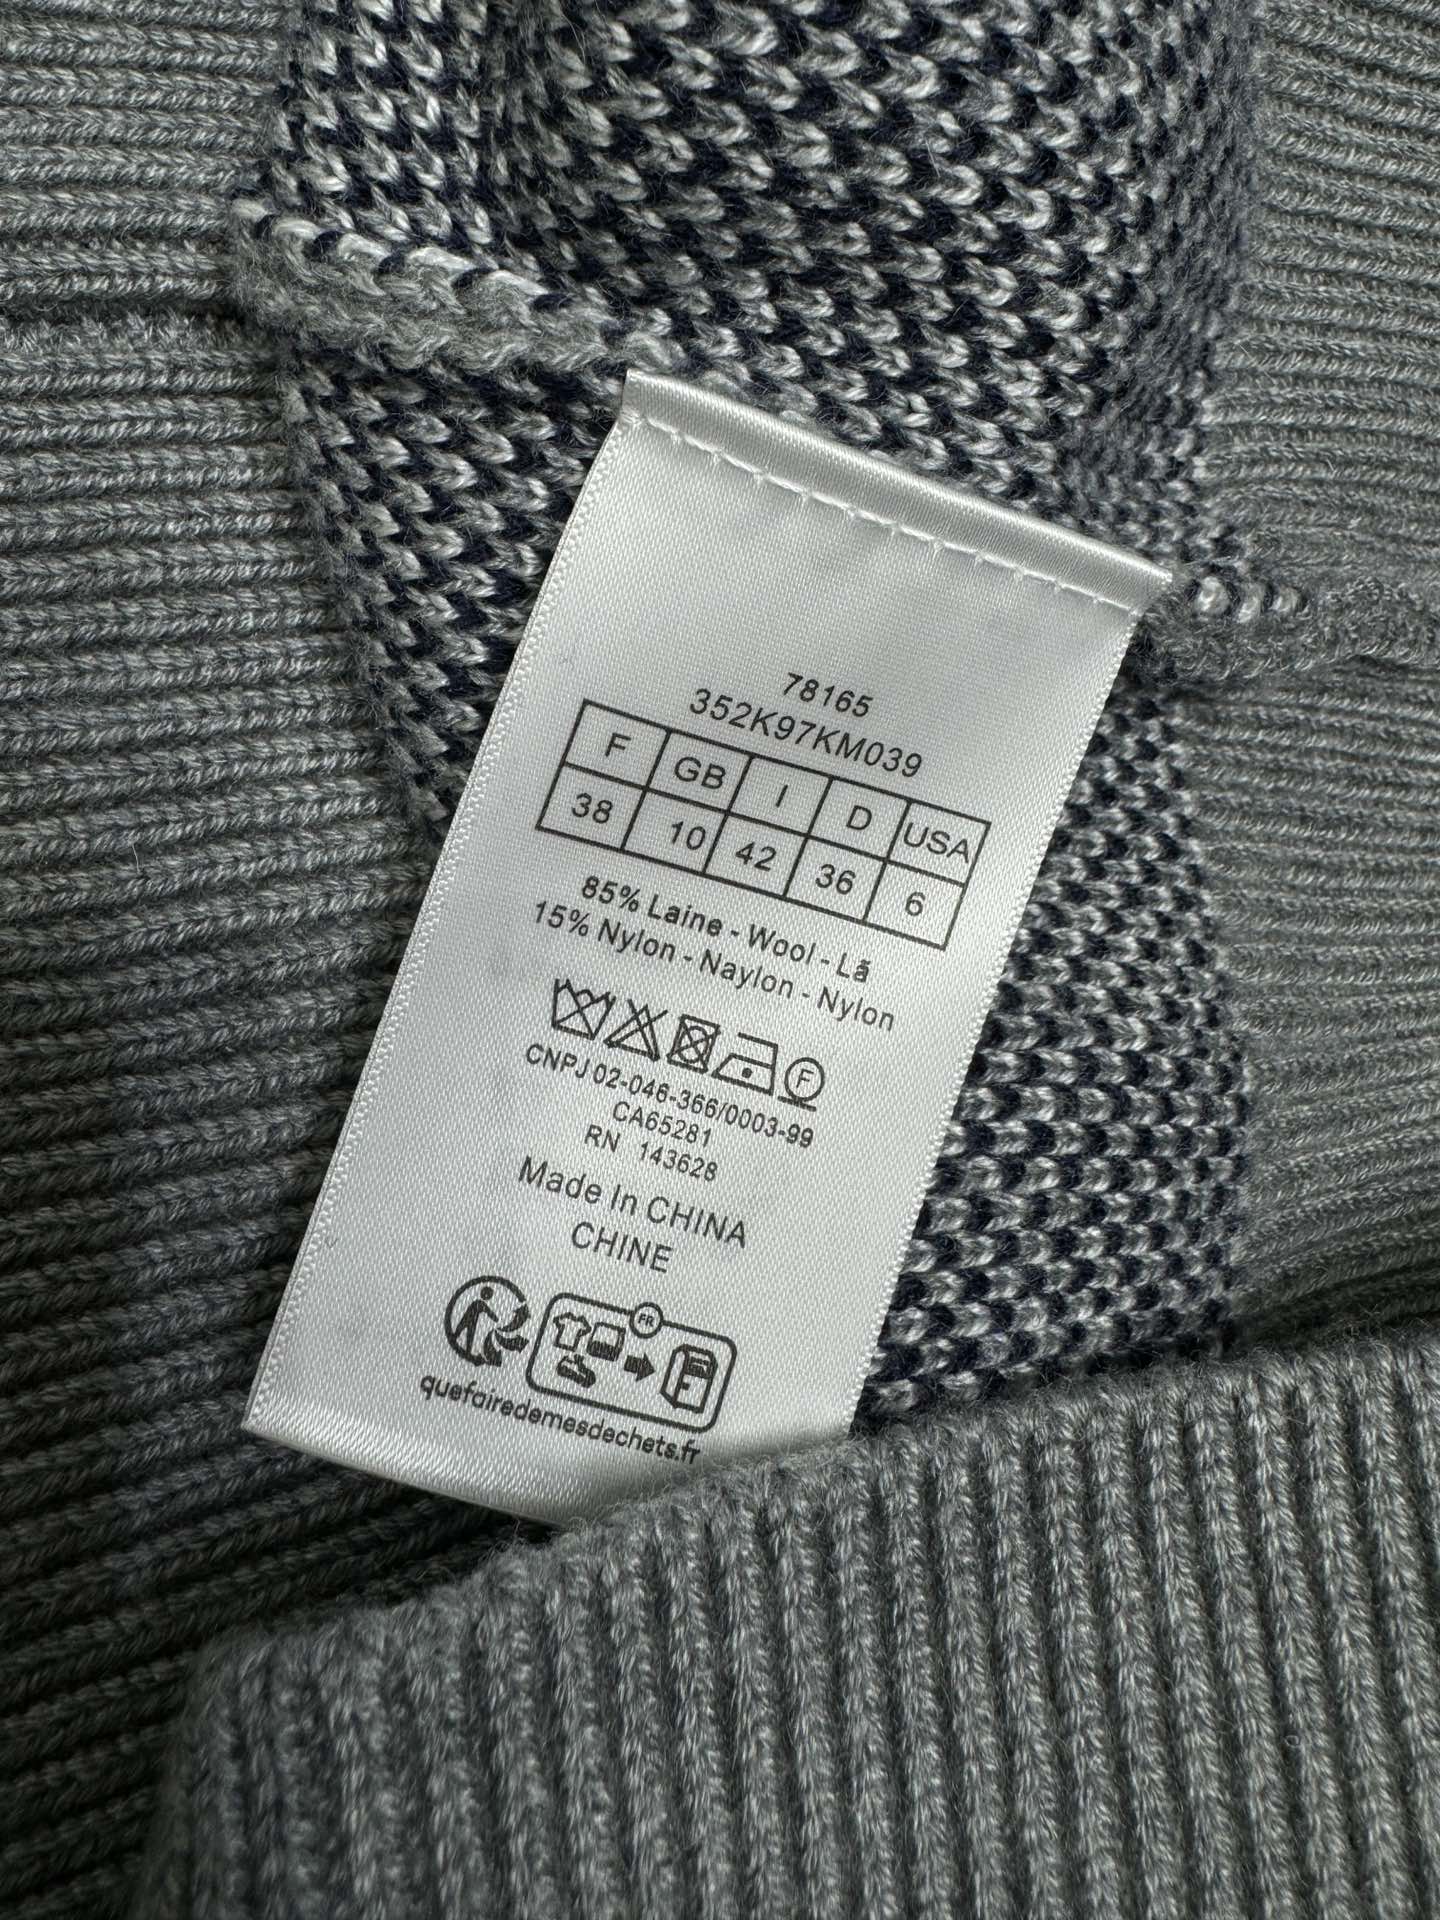 78165
352K97KM039
F GB I D USA
38 10 42 36 6
85% Laine - Wool - Lã
15% Nylon - Naylon - Nylon
F
CNPJ 02-046-366/0003-99
CA65281
RN 143628
Made In CHINA
CHINE
FR
quefairedemesdechets.fr